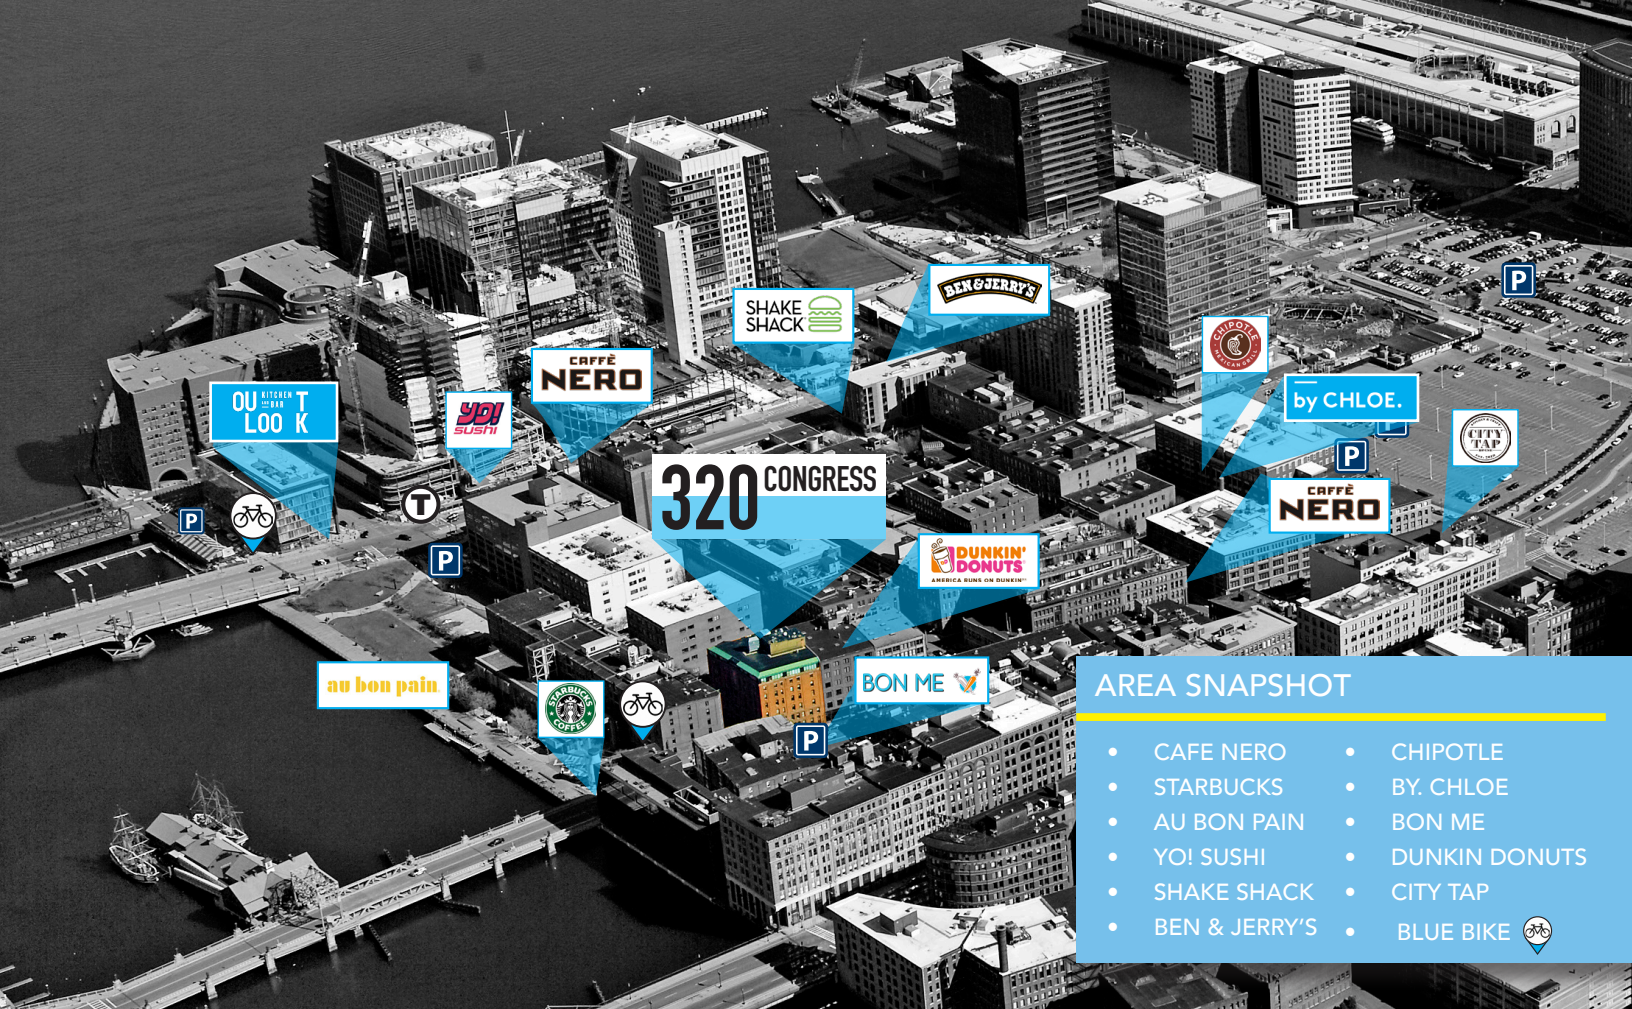 BEN & JERRY'S
SHAKE
SHACK
CHIPOTLE
MEXICAN GRILL
CAFFÈ
NERO
by CHLOE.
OUTLOOK
KITCHEN
AND BAR
YO!
SUSHI
CITY
TAP
P
P
320 CONGRESS
CAFFÈ
NERO
T
P
P
DUNKIN'
DONUTS
AMERICA RUNS ON DUNKIN'
au bon pain.
STARBUCKS
COFFEE
BON ME
P
AREA SNAPSHOT
• CAFE NERO
• STARBUCKS
• AU BON PAIN
• YO! SUSHI
• SHAKE SHACK
• BEN & JERRY'S
• CHIPOTLE
• BY. CHLOE
• BON ME
• DUNKIN DONUTS
• CITY TAP
• BLUE BIKE